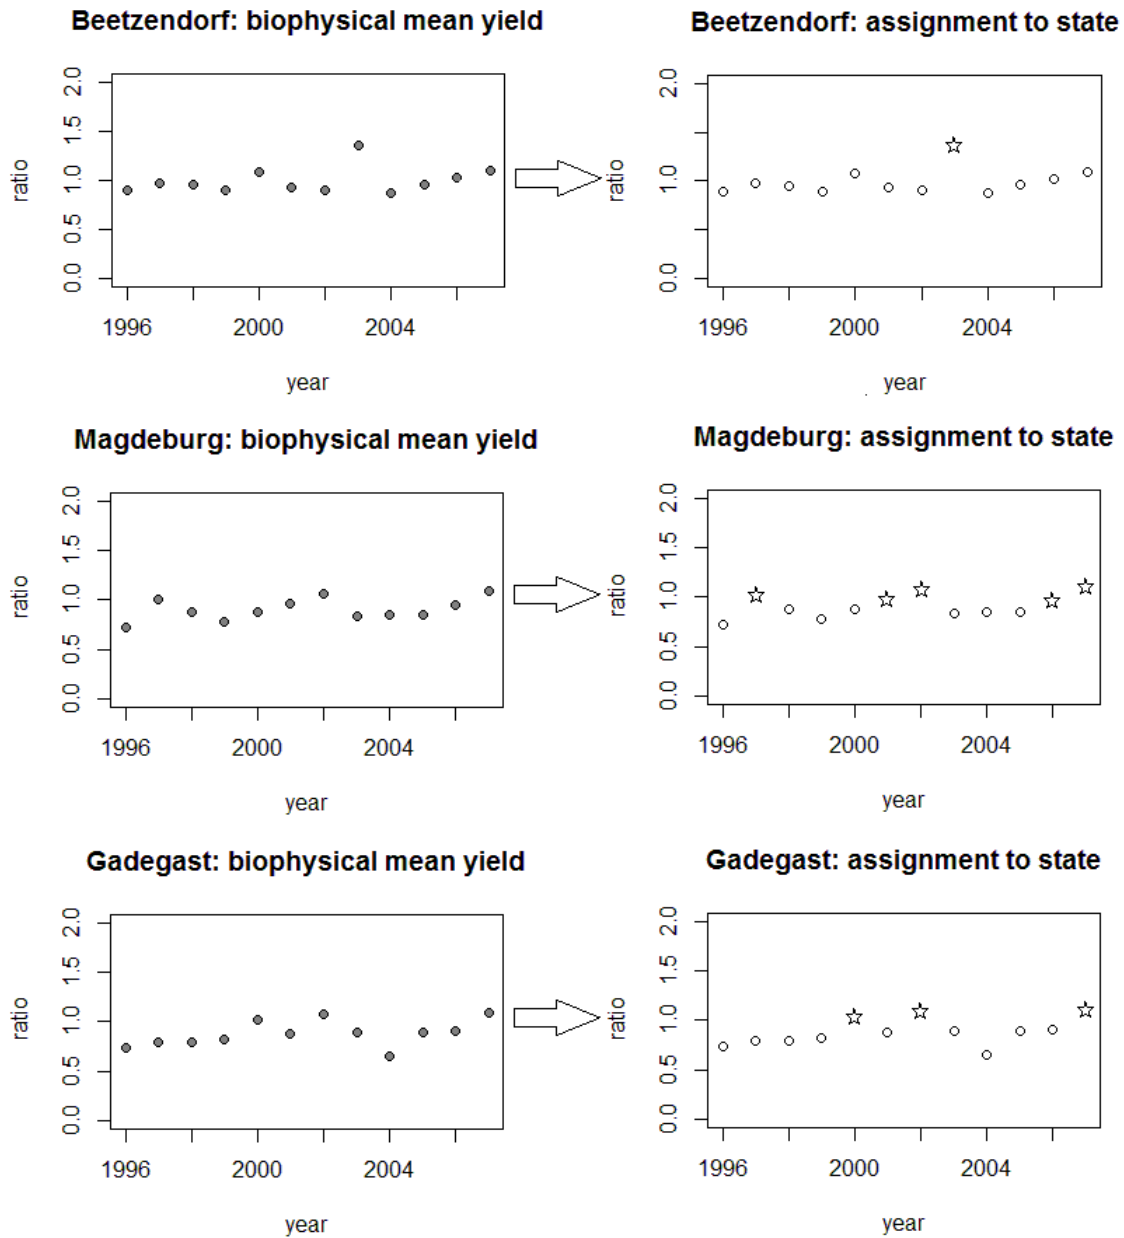 Beetzendorf: biophysical mean yield
ratio
2.0
1.5
1.0
0.5
0.0
1996 2000 2004
year
Beetzendorf: assignment to state
ratio
2.0
1.0
0.0
1996 2000 2004
year
Magdeburg: biophysical mean yield
ratio
2.0
1.5
1.0
0.5
0.0
1996 2000 2004
year
Magdeburg: assignment to state
ratio
2.0
1.5
1.0
0.5
0.0
1996 2000 2004
year
Gadegast: biophysical mean yield
ratio
2.0
1.5
1.0
0.5
0.0
1996 2000 2004
year
Gadegast: assignment to state
ratio
2.0
1.5
1.0
0.5
0.0
1996 2000 2004
year